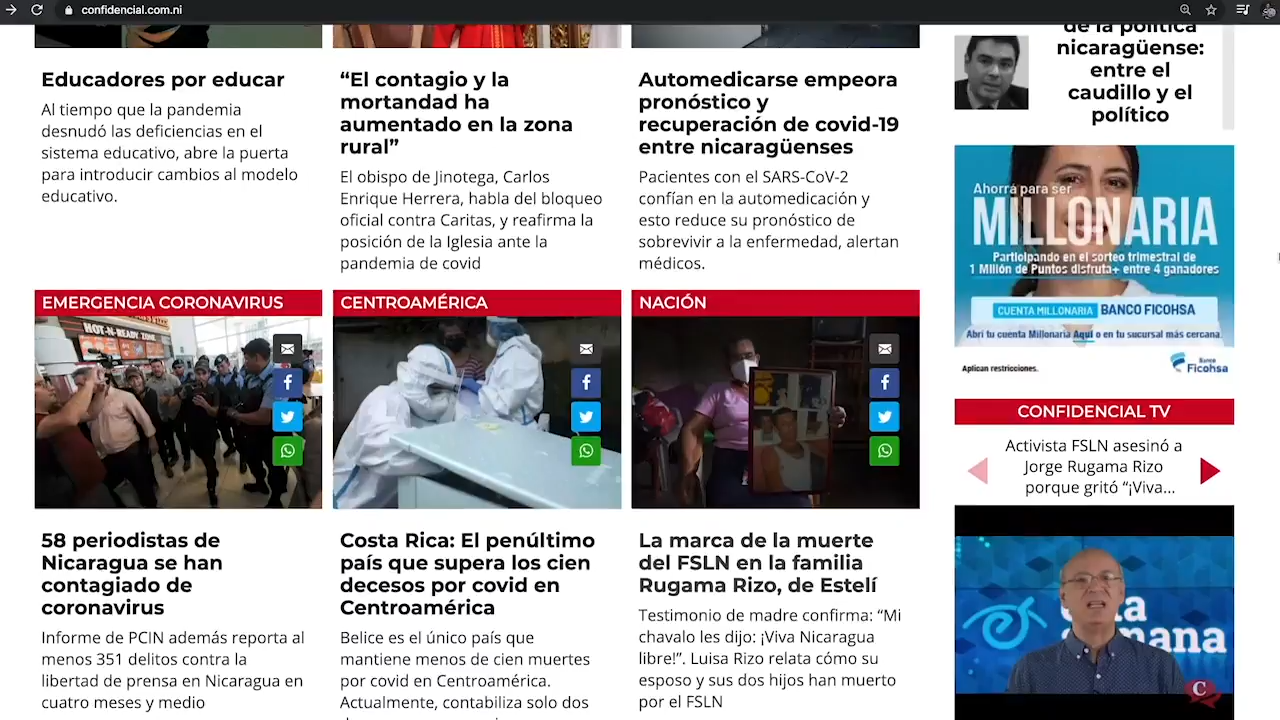 confidencial.com.ni
Educadores por educar
Al tiempo que la pandemia
desnudó las deficiencias en el
sistema educativo, abre la puerta
para introducir cambios al modelo
educativo.
“El contagio y la
mortandad ha
aumentado en la zona
rural”
El obispo de Jinotega, Carlos
Enrique Herrera, habla del bloqueo
oficial contra Caritas, y reafirma la
posición de la Iglesia ante la
pandemia de covid
Automedicarse empeora
pronóstico y
recuperación de covid-19
entre nicaragüenses
Pacientes con el SARS-CoV-2
confían en la automedicación y
esto reduce su pronóstico de
sobrevivir a la enfermedad, alertan
médicos.
EMERGENCIA CORONAVIRUS
HOT-N-READY ZONE
58 periodistas de
Nicaragua se han
contagiado de
coronavirus
Informe de PCIN además reporta al
menos 351 delitos contra la
libertad de prensa en Nicaragua en
cuatro meses y medio
CENTROAMÉRICA
Costa Rica: El penúltimo
país que supera los cien
decesos por covid en
Centroamérica
Belice es el único país que
mantiene menos de cien muertes
por covid en Centroamérica.
Actualmente, contabiliza solo dos
NACIÓN
La marca de la muerte
del FSLN en la familia
Rugama Rizo, de Estelí
Testimonio de madre confirma: “Mi
chavalo les dijo: ¡Viva Nicaragua
libre!”. Luisa Rizo relata cómo su
esposo y sus dos hijos han muerto
por el FSLN
de la política
nicaragüense:
entre el
caudillo y el
político
Ahorrá para ser
MILLONARIA
Participando en el sorteo trimestral de
1 Millón de Puntos disfruta+ entre 4 ganadores
CUENTA MILLONARIA BANCO FICOHSA
Abrí tu cuenta Millonaria Aquí o en tu sucursal más cercana.
Aplican restricciones.
Banco
Ficohsa
CONFIDENCIAL TV
Activista FSLN asesinó a
Jorge Rugama Rizo
porque gritó “¡Viva...
C